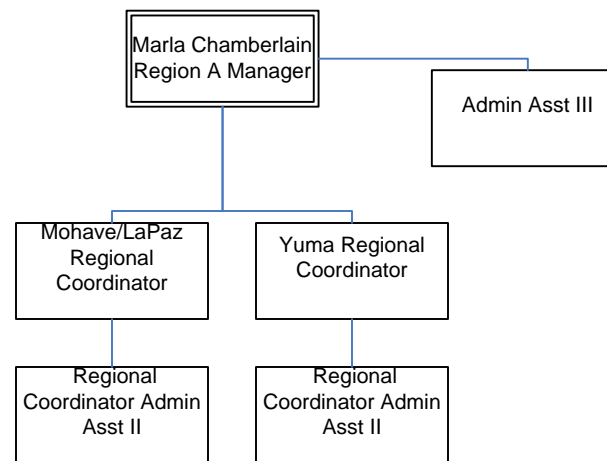 Marla Chamberlain
Region A Manager
Admin Asst III
Mohave/LaPaz
Regional
Coordinator
Yuma Regional
Coordinator
Regional
Coordinator Admin
Asst II
Regional
Coordinator Admin
Asst II